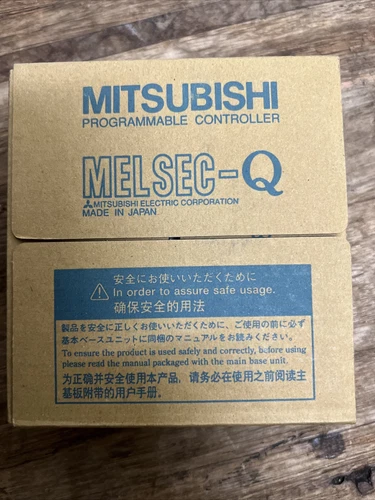 MITSUBISHI
PROGRAMMABLE CONTROLLER
MELSEC-Q
MITSUBISHI ELECTRIC CORPORATION
MADE IN JAPAN
安全にお使いいただくために
In order to assure safe usage.
确保安全的用法
製品を安全に正しくお使いいただくために、ご使用の前に必ず
基本ベースユニットに同梱のマニュアルをお読みください。
To ensure the product is used safely and correctly, before using
please read the manual packaged with the main base unit.
为正确并安全使用本产品，请务必在使用之前阅读主
基板附带的用户手册.